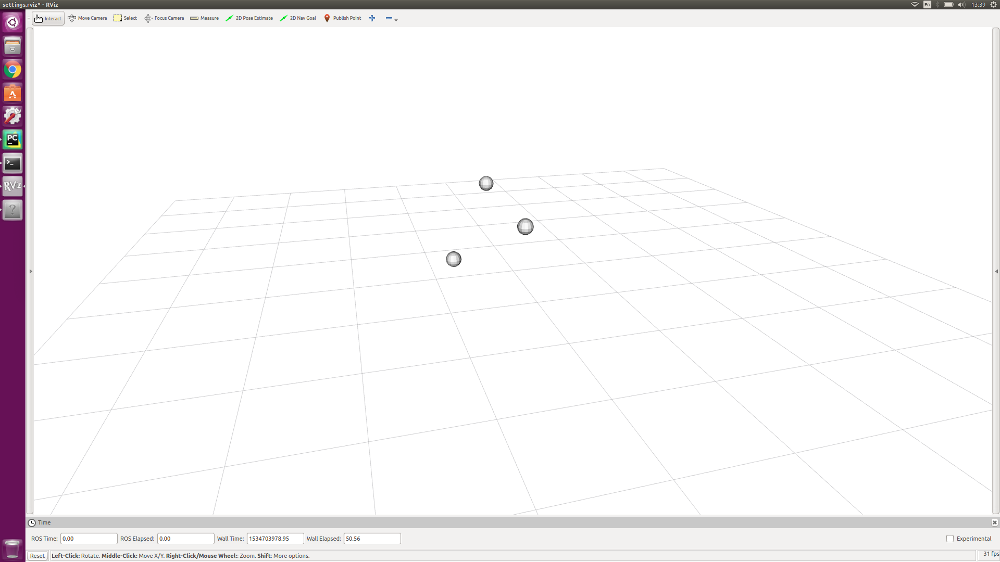 settings.rviz* - RViz
En
13:39
Interact Move Camera Select Focus Camera Measure 2D Pose Estimate 2D Nav Goal Publish Point
PC
>_
RViz
?
Time
ROS Time: 0.00 ROS Elapsed: 0.00 Wall Time: 1534703978.95 Wall Elapsed: 50.56 Experimental
Reset Left-Click: Rotate. Middle-Click: Move X/Y. Right-Click/Mouse Wheel:: Zoom. Shift: More options. 31 fps